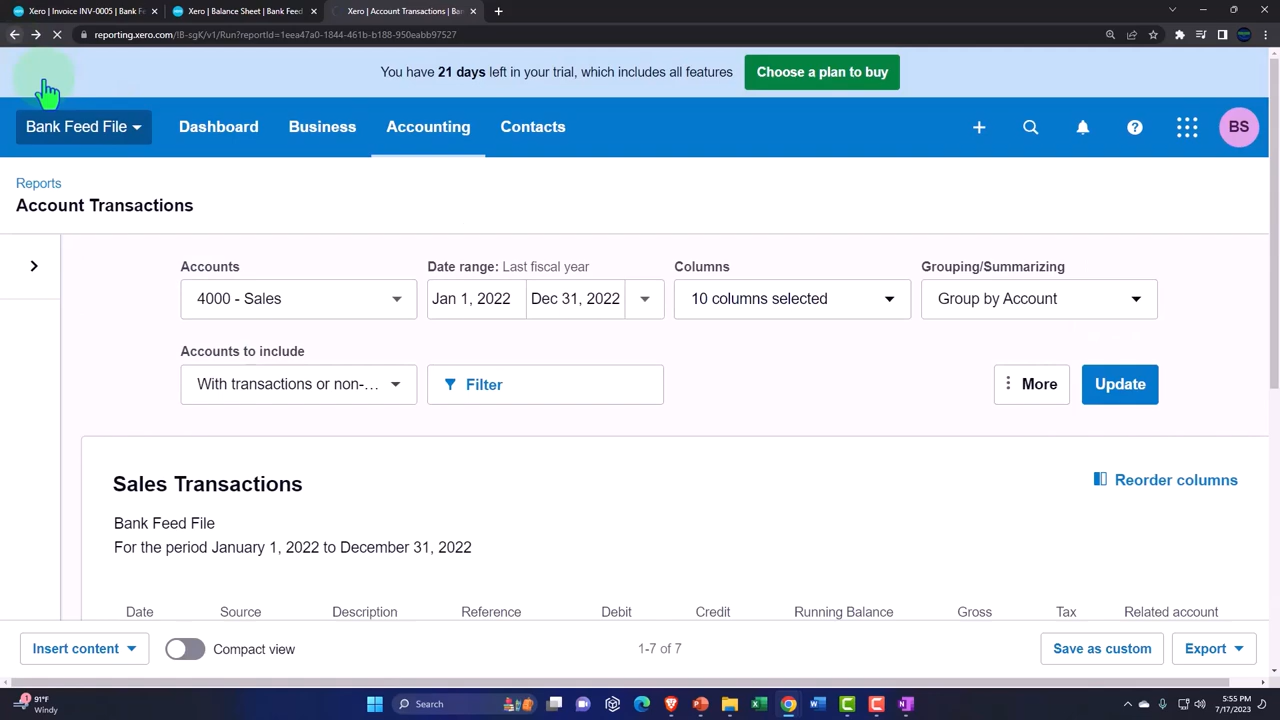 Xero | Invoice INV-0005 | Bank F
Xero | Balance Sheet | Bank Feed
Xero | Account Transactions | Ba
reporting.xero.com/!B-sgK/v1/Run?reportId=1eea47a0-1844-461b-b188-950eabb97527
You have 21 days left in your trial, which includes all features
Choose a plan to buy
Bank Feed File
Dashboard
Business
Accounting
Contacts
BS
Reports
Account Transactions
Accounts
Date range: Last fiscal year
Columns
Grouping/Summarizing
4000 - Sales
Jan 1, 2022
Dec 31, 2022
10 columns selected
Group by Account
Accounts to include
With transactions or non-...
Filter
More
Update
Sales Transactions
Reorder columns
Bank Feed File
For the period January 1, 2022 to December 31, 2022
Date Source Description Reference Debit Credit Running Balance Gross Tax Related account
Insert content
Compact view
1-7 of 7
Save as custom
Export
91°F
Windy
Search
5:55 PM
7/17/2023